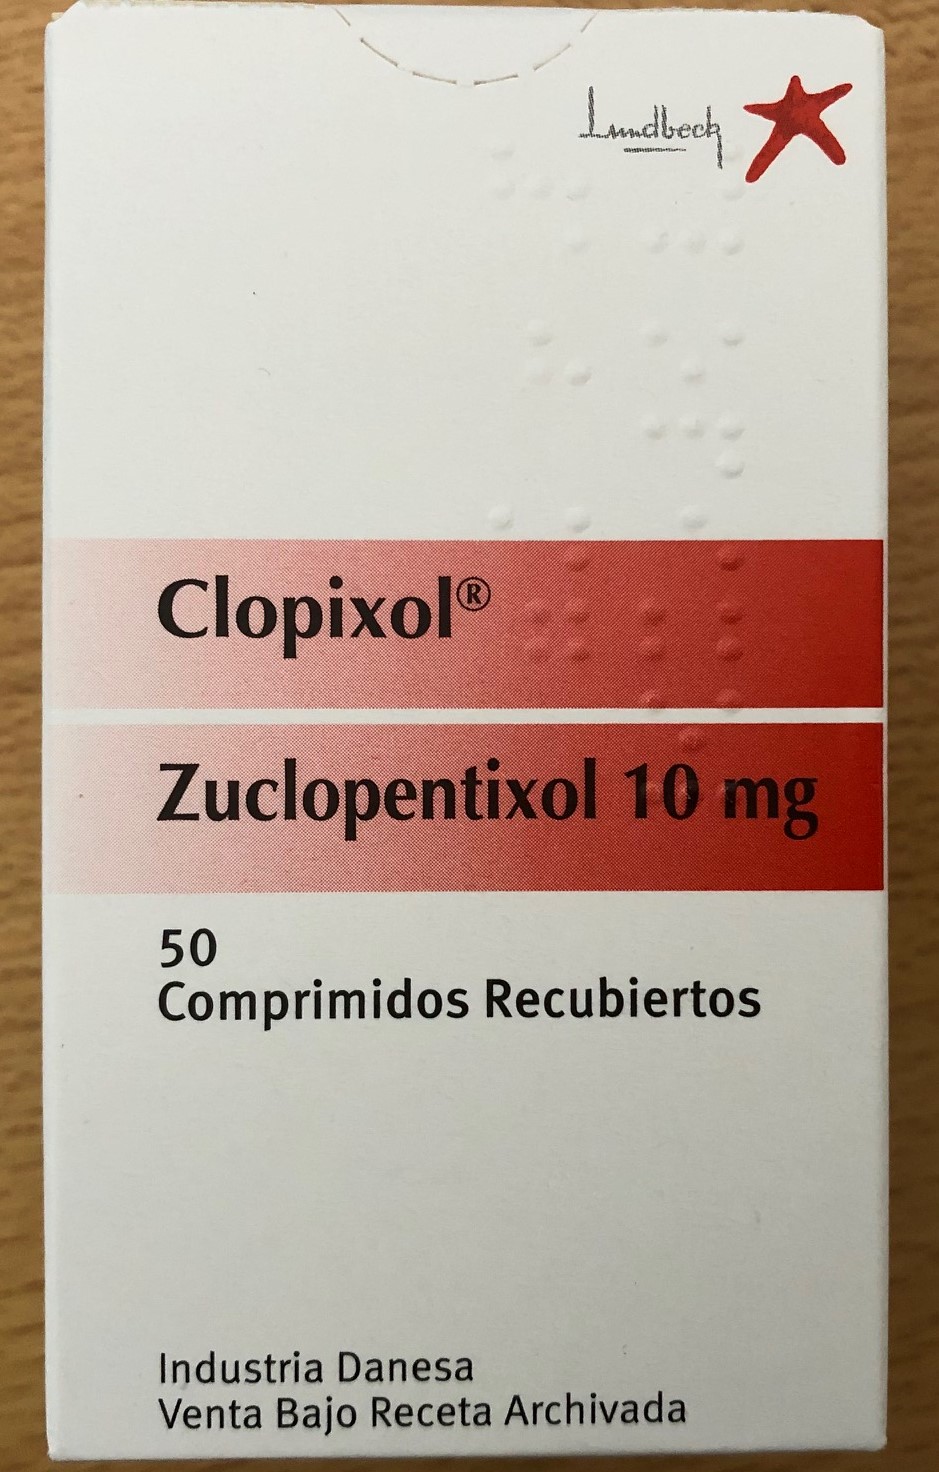 Lundbeck
Clopixol®
Zuclopentixol 10 mg
50
Comprimidos Recubiertos
Industria Danesa
Venta Bajo Receta Archivada